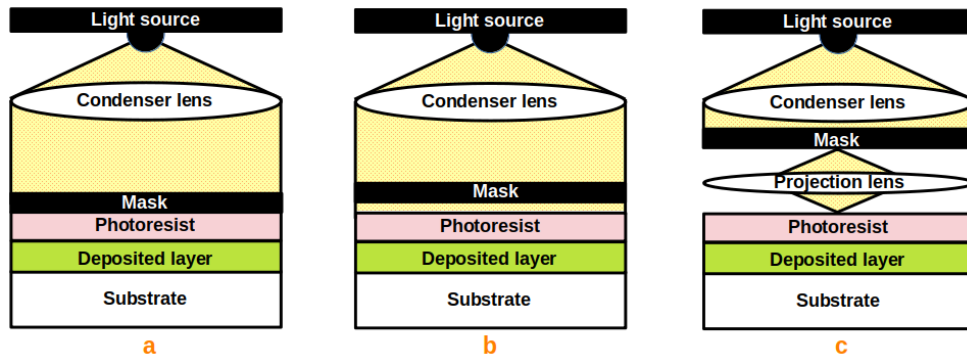 Light source
Condenser lens
Mask
Photoresist
Deposited layer
Substrate
a
Light source
Condenser lens
Mask
Photoresist
Deposited layer
Substrate
b
Light source
Condenser lens
Mask
Projection lens
Photoresist
Deposited layer
Substrate
c